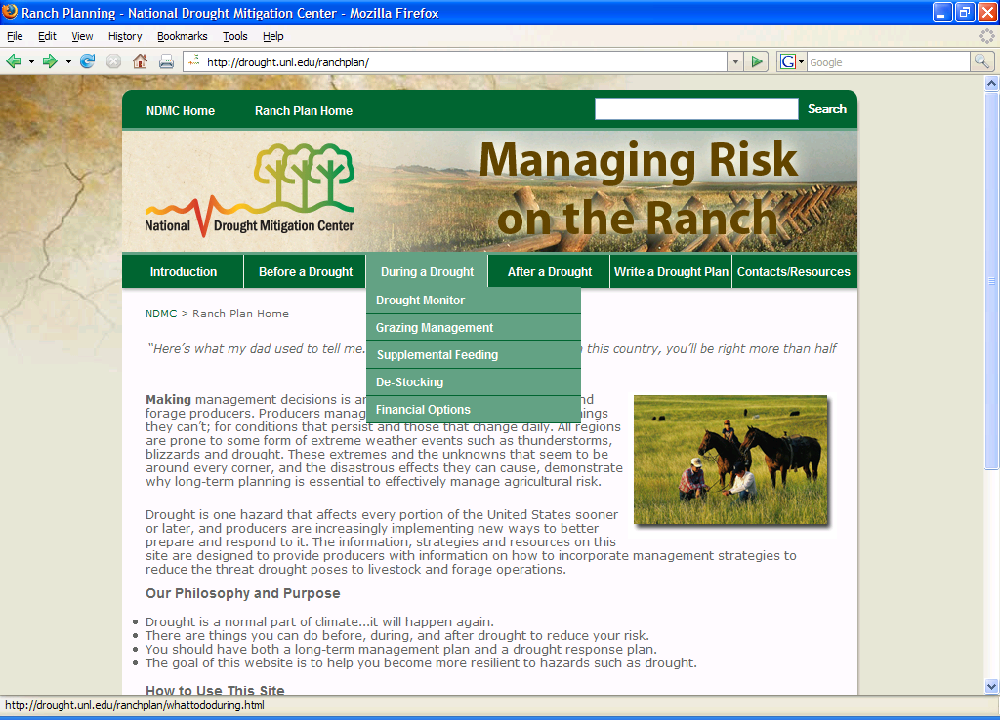 Ranch Planning - National Drought Mitigation Center - Mozilla Firefox
File Edit View History Bookmarks Tools Help
http://drought.unl.edu/ranchplan/
G Google
NDMC Home Ranch Plan Home Search
Managing Risk
on the Ranch
National Drought Mitigation Center
Introduction Before a Drought During a Drought After a Drought Write a Drought Plan Contacts/Resources
Drought Monitor
Grazing Management
Supplemental Feeding
De-Stocking
Financial Options
NDMC > Ranch Plan Home
“Here’s what my dad used to tell me. this country, you’ll be right more than half
Making management decisions is
forage producers. Producers
they can’t; for conditions that persist and those that change daily. All regions
are prone to some form of extreme weather events such as thunderstorms,
blizzards and drought. These extremes and the unknowns that seem to be
around every corner, and the disastrous effects they can cause, demonstrate
why long-term planning is essential to effectively manage agricultural risk.
Drought is one hazard that affects every portion of the United States sooner
or later, and producers are increasingly implementing new ways to better
prepare and respond to it. The information, strategies and resources on this
site are designed to provide producers with information on how to incorporate management strategies to
reduce the threat drought poses to livestock and forage operations.
Our Philosophy and Purpose
Drought is a normal part of climate...it will happen again.
There are things you can do before, during, and after drought to reduce your risk.
You should have both a long-term management plan and a drought response plan.
The goal of this website is to help you become more resilient to hazards such as drought.
How to Use This Site
http://drought.unl.edu/ranchplan/whattododuring.html